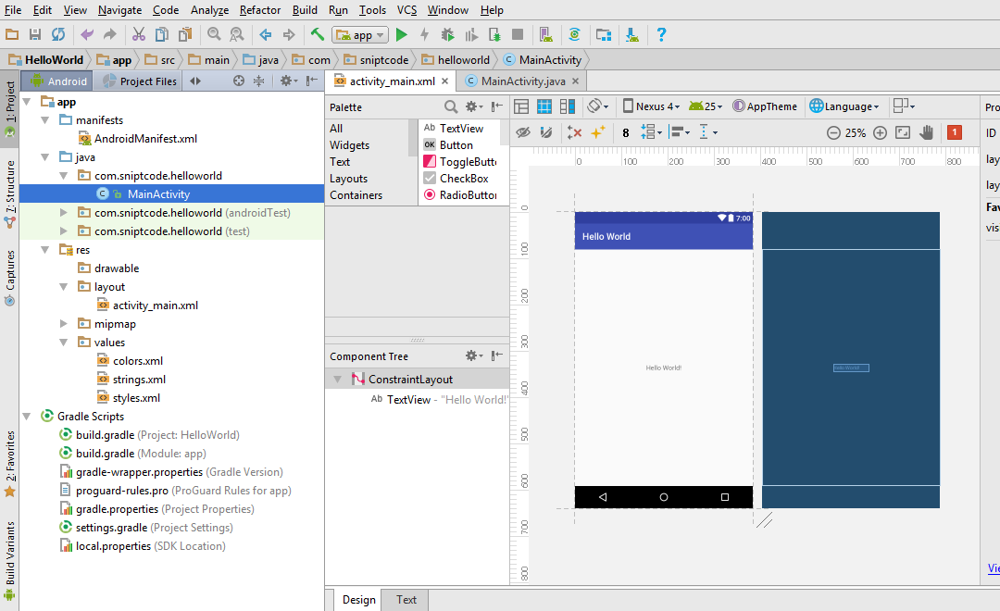 File Edit View Navigate Code Analyze Refactor Build Run Tools VCS Window Help
app
HelloWorld app src main java com sniptcode helloworld MainActivity
Android Project Files
activity_main.xml MainActivity.java
1: Project
Z: Structure
Captures
2: Favorites
Build Variants
app
manifests
AndroidManifest.xml
java
com.sniptcode.helloworld
MainActivity
com.sniptcode.helloworld (androidTest)
com.sniptcode.helloworld (test)
res
drawable
layout
activity_main.xml
mipmap
values
colors.xml
strings.xml
styles.xml
Gradle Scripts
build.gradle (Project: HelloWorld)
build.gradle (Module: app)
gradle-wrapper.properties (Gradle Version)
proguard-rules.pro (ProGuard Rules for app)
gradle.properties (Project Properties)
settings.gradle (Project Settings)
local.properties (SDK Location)
Palette
All
Widgets
Text
Layouts
Containers
Ab TextView
OK Button
ToggleButt
CheckBox
RadioButton
Component Tree
ConstraintLayout
Ab TextView - "Hello World!"
Nexus 4 25 AppTheme Language
8 25% 1
0 100 200 300 400 500 600 700 800
0
100
200
300
400
500
600
700
800
7:00
Hello World
Hello World!
Hello World!
Pro
ID
lay
lay
Fav
vis
Vie
Design Text